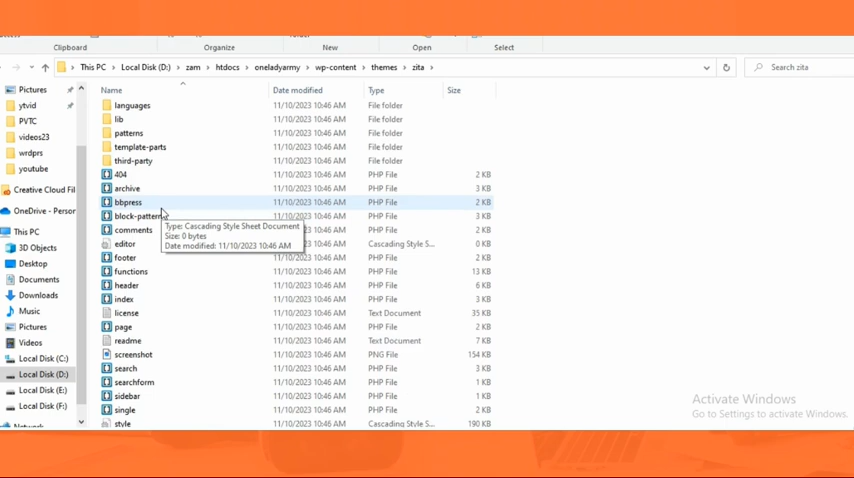 Clipboard Organize New Open Select
This PC > Local Disk (D:) > zam > htdocs > oneladyarmy > wp-content > themes > zita >
Search zita
Name Date modified Type Size
Pictures
ytvid
PVTC
videos23
wrdprs
youtube
Creative Cloud Fil
OneDrive - Person
This PC
3D Objects
Desktop
Documents
Downloads
Music
Pictures
Videos
Local Disk (C:)
Local Disk (D:)
Local Disk (E:)
Local Disk (F:)
Network
languages 11/10/2023 10:46 AM File folder
lib 11/10/2023 10:46 AM File folder
patterns 11/10/2023 10:46 AM File folder
template-parts 11/10/2023 10:46 AM File folder
third-party 11/10/2023 10:46 AM File folder
404 11/10/2023 10:46 AM PHP File 2 KB
archive 11/10/2023 10:46 AM PHP File 3 KB
bbpress 11/10/2023 10:46 AM PHP File 2 KB
block-pattern 11/10/2023 10:46 AM PHP File 3 KB
comments 11/10/2023 10:46 AM PHP File 2 KB
editor 11/10/2023 10:46 AM Cascading Style S... 0 KB
footer 11/10/2023 10:46 AM PHP File 2 KB
functions 11/10/2023 10:46 AM PHP File 13 KB
header 11/10/2023 10:46 AM PHP File 6 KB
index 11/10/2023 10:46 AM PHP File 3 KB
license 11/10/2023 10:46 AM Text Document 35 KB
page 11/10/2023 10:46 AM PHP File 2 KB
readme 11/10/2023 10:46 AM Text Document 7 KB
screenshot 11/10/2023 10:46 AM PNG File 154 KB
search 11/10/2023 10:46 AM PHP File 3 KB
searchform 11/10/2023 10:46 AM PHP File 1 KB
sidebar 11/10/2023 10:46 AM PHP File 1 KB
single 11/10/2023 10:46 AM PHP File 2 KB
style 11/10/2023 10:46 AM Cascading Style S... 190 KB
Type: Cascading Style Sheet Document
Size: 0 bytes
Date modified: 11/10/2023 10:46 AM
Activate Windows
Go to Settings to activate Windows.